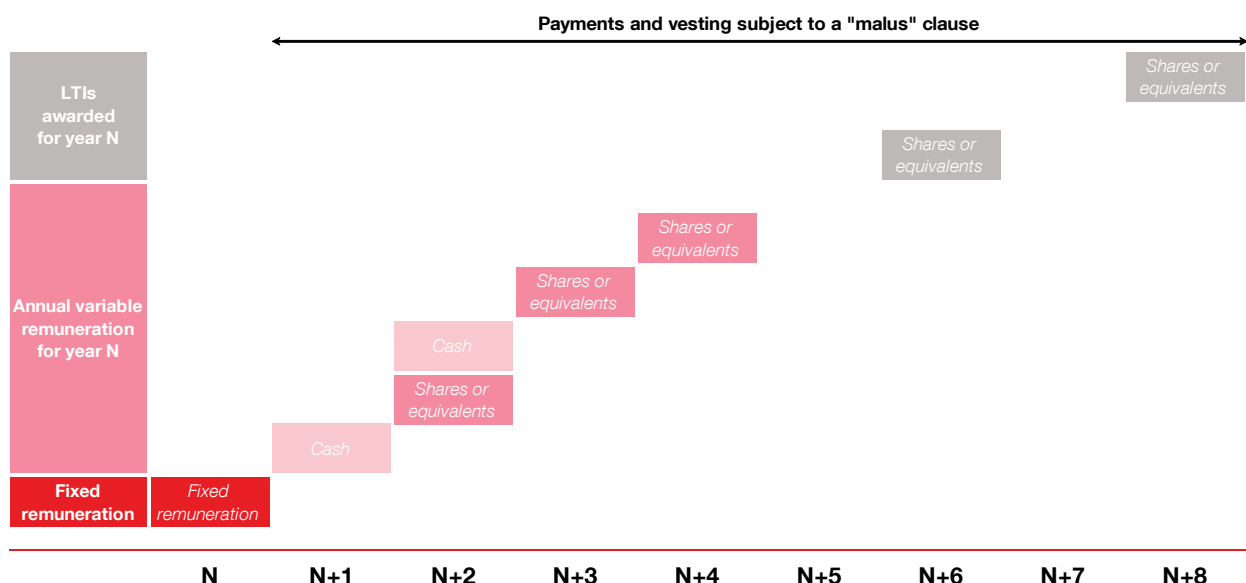 Payments and vesting subject to a "malus" clause
LTIs
awarded
for year N
Shares or
equivalents
Shares or
equivalents
Annual variable
remuneration
for year N
Shares or
equivalents
Shares or
equivalents
Cash
Shares or
equivalents
Cash
Fixed
remuneration
Fixed
remuneration
N N+1 N+2 N+3 N+4 N+5 N+6 N+7 N+8